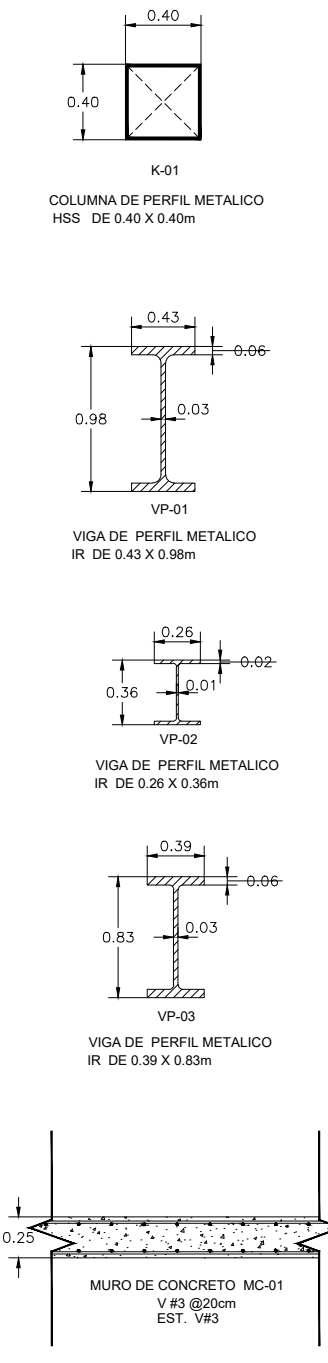 0.40
0.40
K-01
COLUMNA DE PERFIL METALICO
HSS DE 0.40 X 0.40m
0.43
0.06
0.98
0.03
VP-01
VIGA DE PERFIL METALICO
IR DE 0.43 X 0.98m
0.26
0.02
0.36
0.01
VP-02
VIGA DE PERFIL METALICO
IR DE 0.26 X 0.36m
0.39
0.06
0.83
0.03
VP-03
VIGA DE PERFIL METALICO
IR DE 0.39 X 0.83m
0.25
MURO DE CONCRETO MC-01
V #3 @20cm
EST. V#3